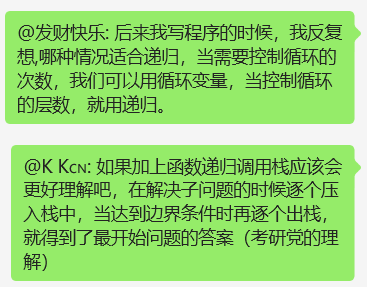 @发财快乐: 后来我写程序的时候，我反复
想,哪种情况适合递归，当需要控制循环的
次数，我们可以用循环变量，当控制循环
的层数，就用递归。
@K Kᴄɴ: 如果加上函数递归调用栈应该会
更好理解吧，在解决子问题的时候逐个压
入栈中，当达到边界条件时再逐个出栈，
就得到了最开始问题的答案（考研党的理
解）